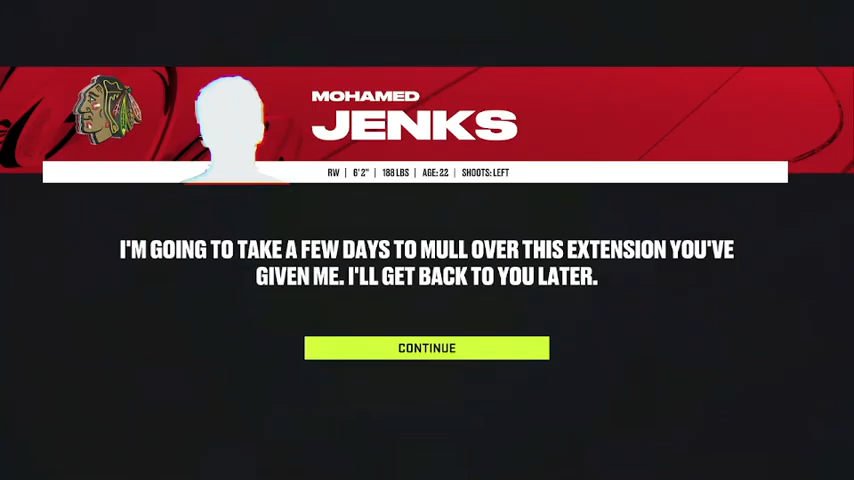 MOHAMED
JENKS
RW | 6'2" | 188 LBS | AGE: 22 | SHOOTS: LEFT
I'M GOING TO TAKE A FEW DAYS TO MULL OVER THIS EXTENSION YOU'VE
GIVEN ME. I'LL GET BACK TO YOU LATER.
CONTINUE